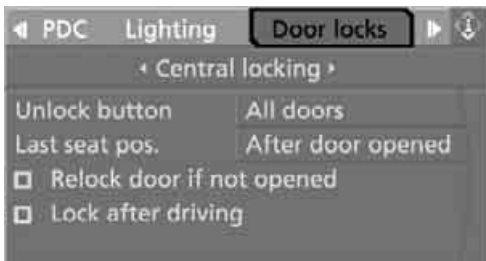 PDC Lighting Door locks
Central locking
Unlock button All doors
Last seat pos. After door opened
Relock door if not opened
Lock after driving